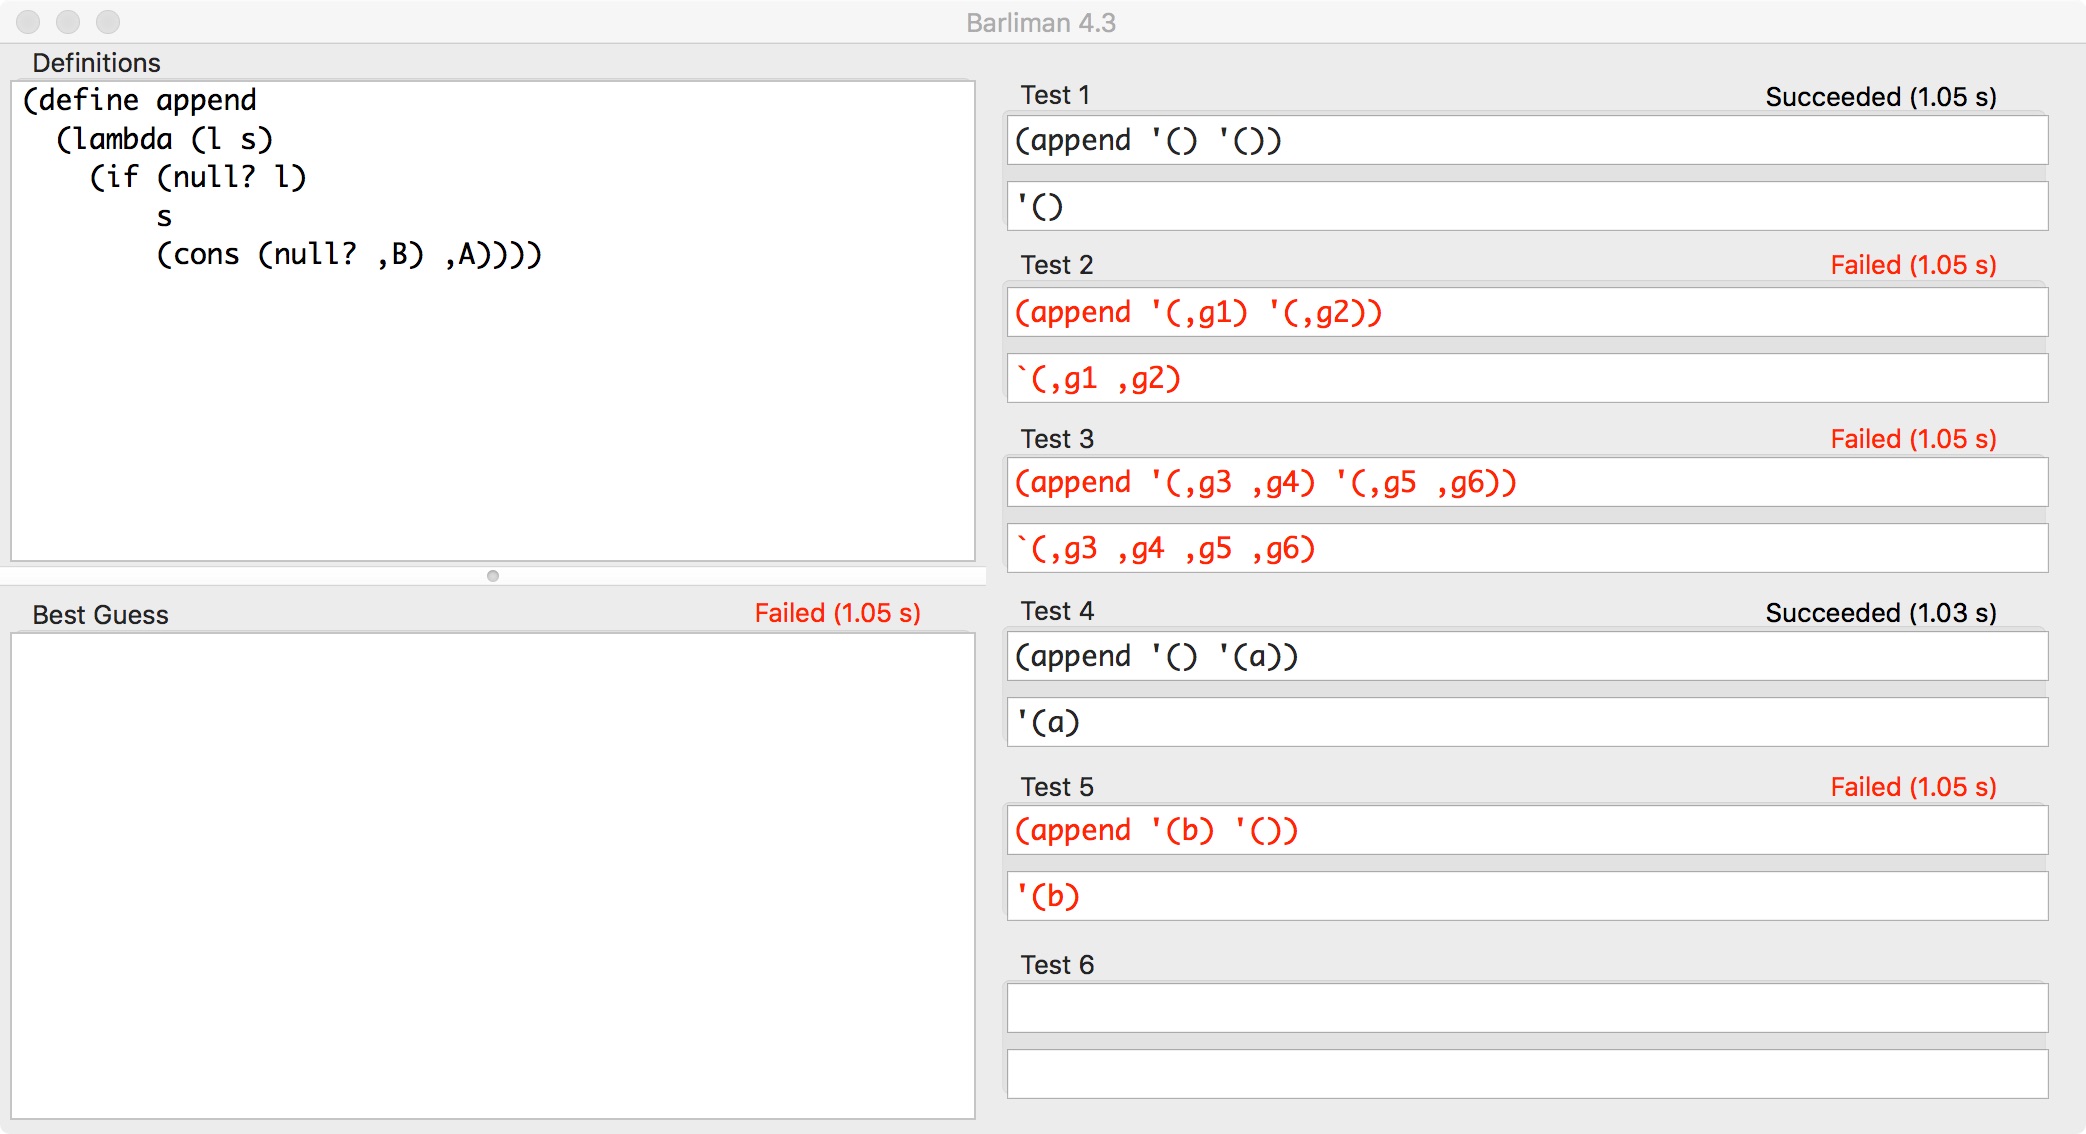 Barliman 4.3
Definitions
(define append
  (lambda (l s)
    (if (null? l)
        s
        (cons (null? ,B) ,A))))
Best Guess
Failed (1.05 s)
Test 1
Succeeded (1.05 s)
(append '() '())
'()
Test 2
Failed (1.05 s)
(append '(,g1) '(,g2))
`(,g1 ,g2)
Test 3
Failed (1.05 s)
(append '(,g3 ,g4) '(,g5 ,g6))
`(,g3 ,g4 ,g5 ,g6)
Test 4
Succeeded (1.03 s)
(append '() '(a))
'(a)
Test 5
Failed (1.05 s)
(append '(b) '())
'(b)
Test 6